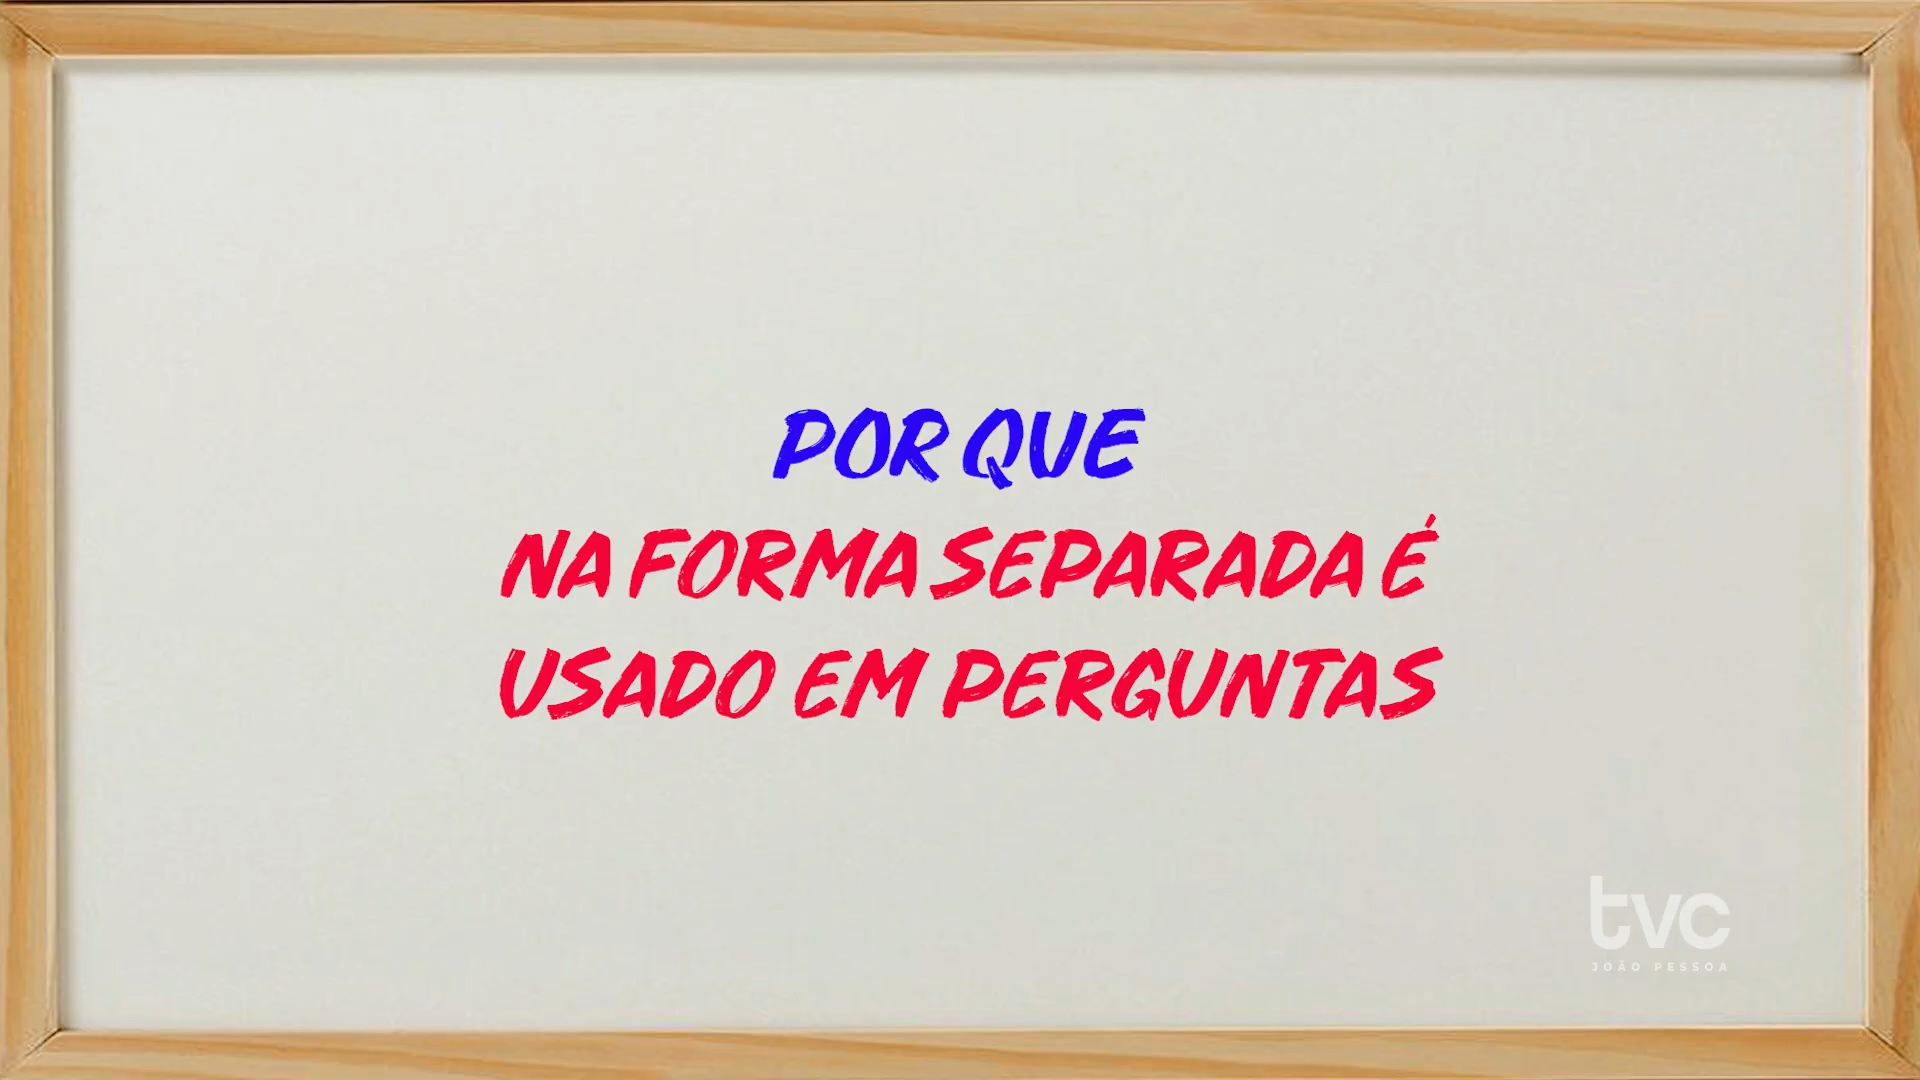 POR QUE
NA FORMA SEPARADA É
USADO EM PERGUNTAS
tvc
JOÃO PESSOA